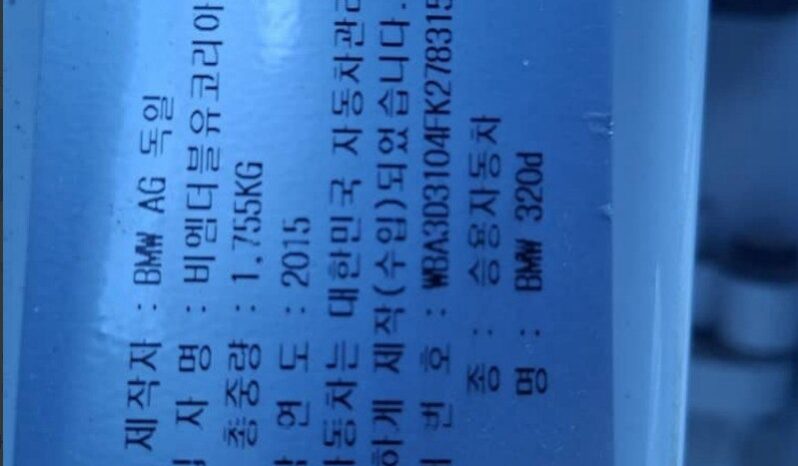 제작자 : BMW AG 독일
자 명 : 비엠더블유코리아
총중량 : 1,755KG
연 도 : 2015
동차는 대한민국 자동차관리
하게 제작(수입)되었습니다.
번 호 : WBA3D3104FK278315
종 : 승용자동차
명 : BMW 320d